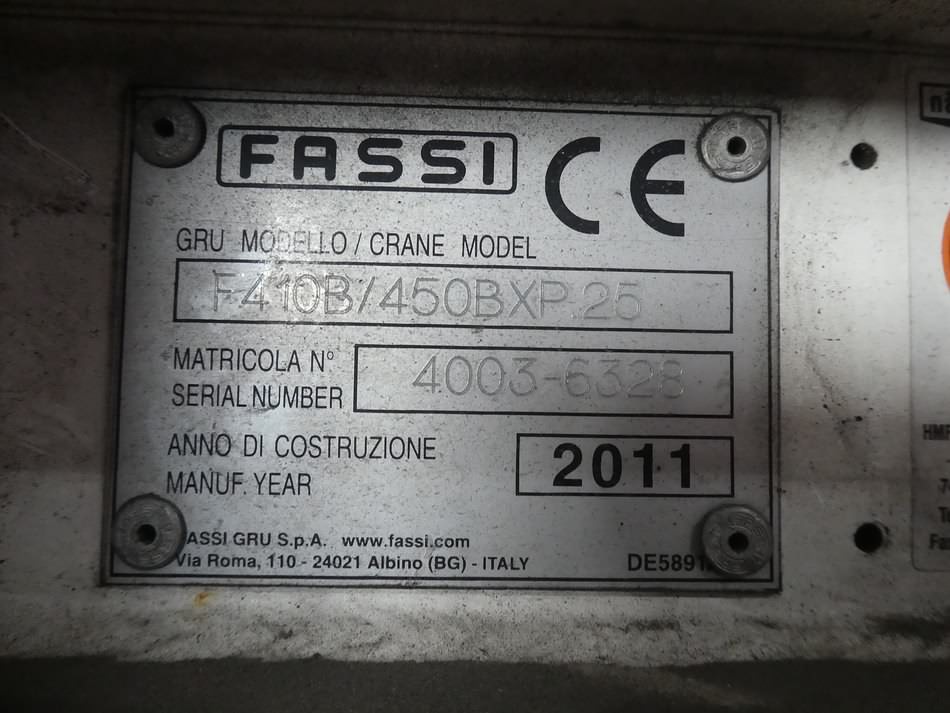 FASSI CE
GRU MODELLO / CRANE MODEL
F410B/450BXP.25
MATRICOLA N° 4003-6328
SERIAL NUMBER
ANNO DI COSTRUZIONE 2011
MANUF. YEAR
FASSI GRU S.p.A. www.fassi.com
Via Roma, 110 - 24021 Albino (BG) - ITALY